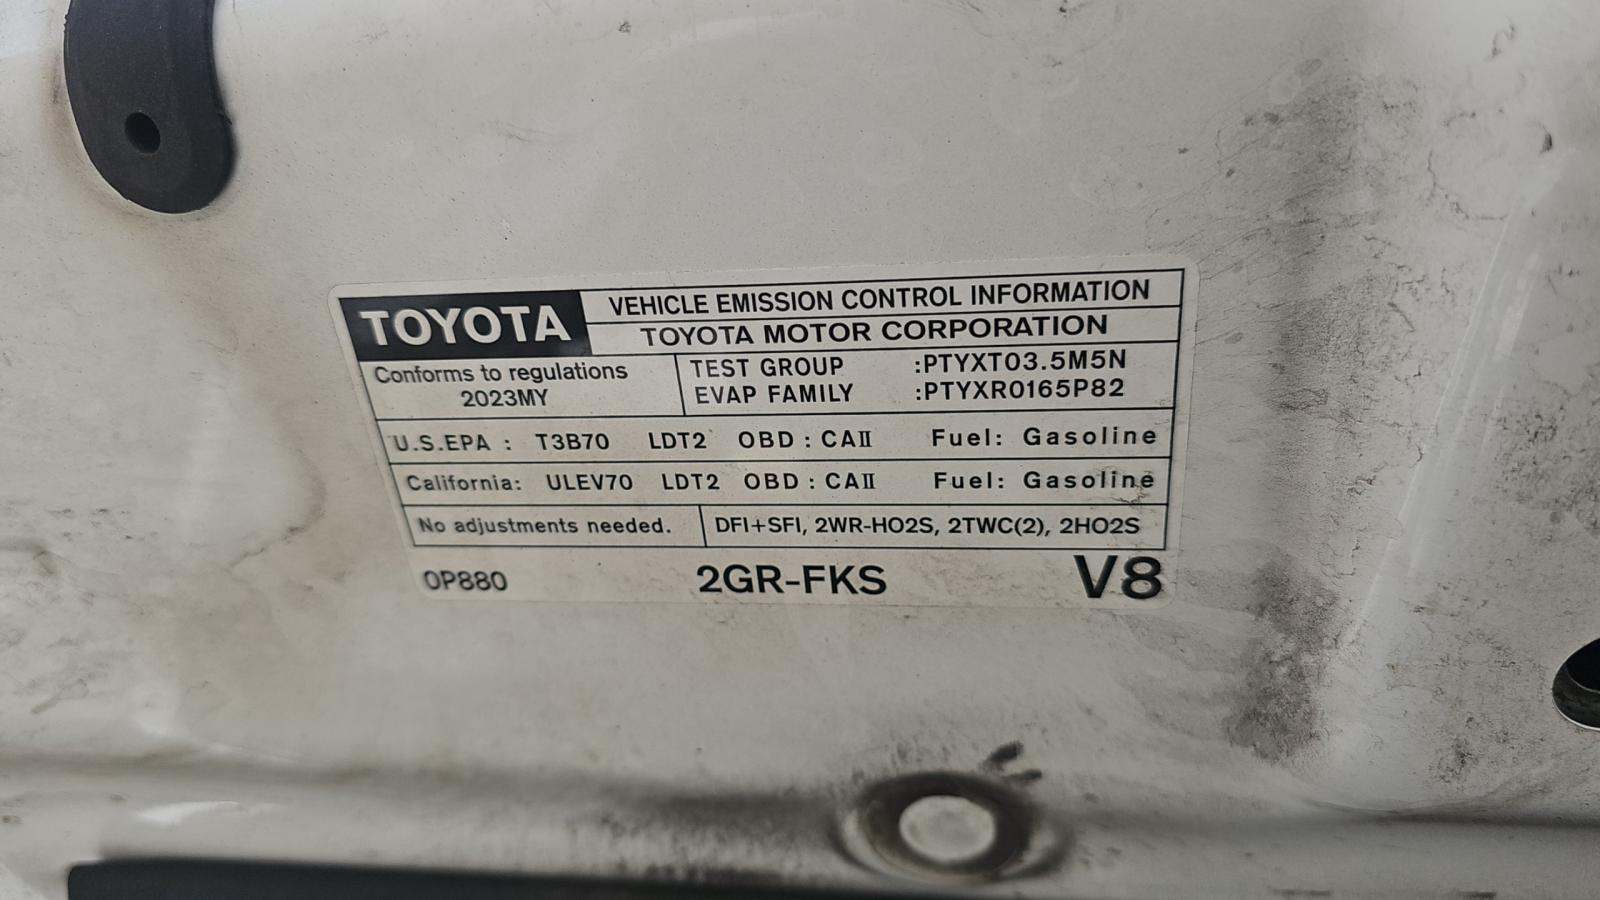 TOYOTA
VEHICLE EMISSION CONTROL INFORMATION
TOYOTA MOTOR CORPORATION
Conforms to regulations
2023MY
TEST GROUP :PTYXT03.5M5N
EVAP FAMILY :PTYXR0165P82
U.S.EPA : T3B70 LDT2 OBD : CAII Fuel: Gasoline
California: ULEV70 LDT2 OBD : CAII Fuel: Gasoline
No adjustments needed. DFI+SFI, 2WR-HO2S, 2TWC(2), 2HO2S
0P880 2GR-FKS V8